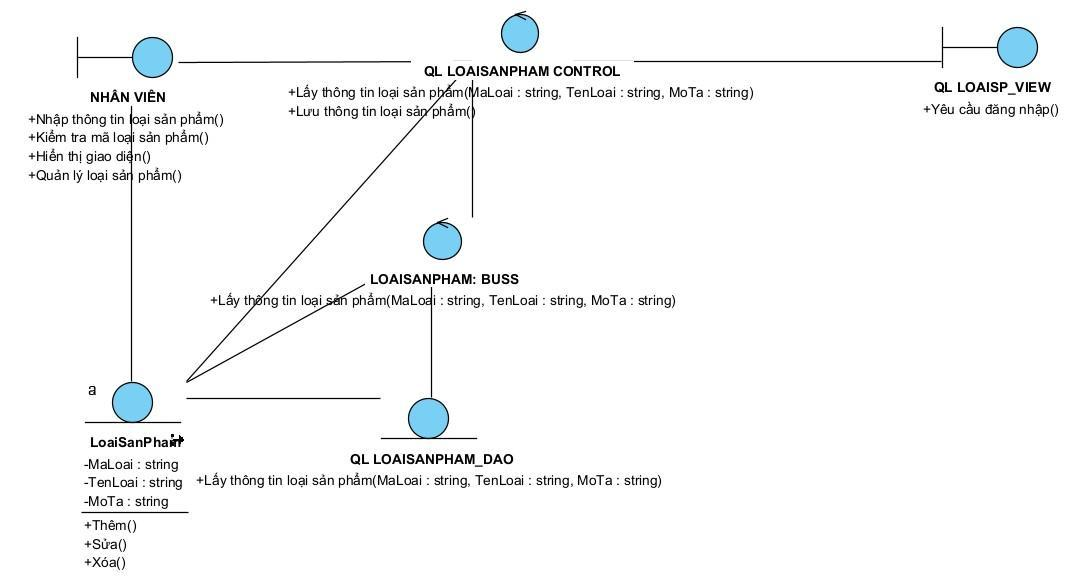 NHÂN VIÊN
+Nhập thông tin loại sản phẩm()
+Kiểm tra mã loại sản phẩm()
+Hiển thị giao diện()
+Quản lý loại sản phẩm()
QL LOAISANPHAM CONTROL
+Lấy thông tin loại sản phẩm(MaLoai : string, TenLoai : string, MoTa : string)
+Lưu thông tin loại sản phẩm()
QL LOAISP_VIEW
+Yêu cầu đăng nhập()
LOAISANPHAM: BUSS
+Lấy thông tin loại sản phẩm(MaLoai : string, TenLoai : string, MoTa : string)
a
LoaiSanPham
-MaLoai : string
-TenLoai : string
-MoTa : string
+Thêm()
+Sửa()
+Xóa()
QL LOAISANPHAM_DAO
+Lấy thông tin loại sản phẩm(MaLoai : string, TenLoai : string, MoTa : string)